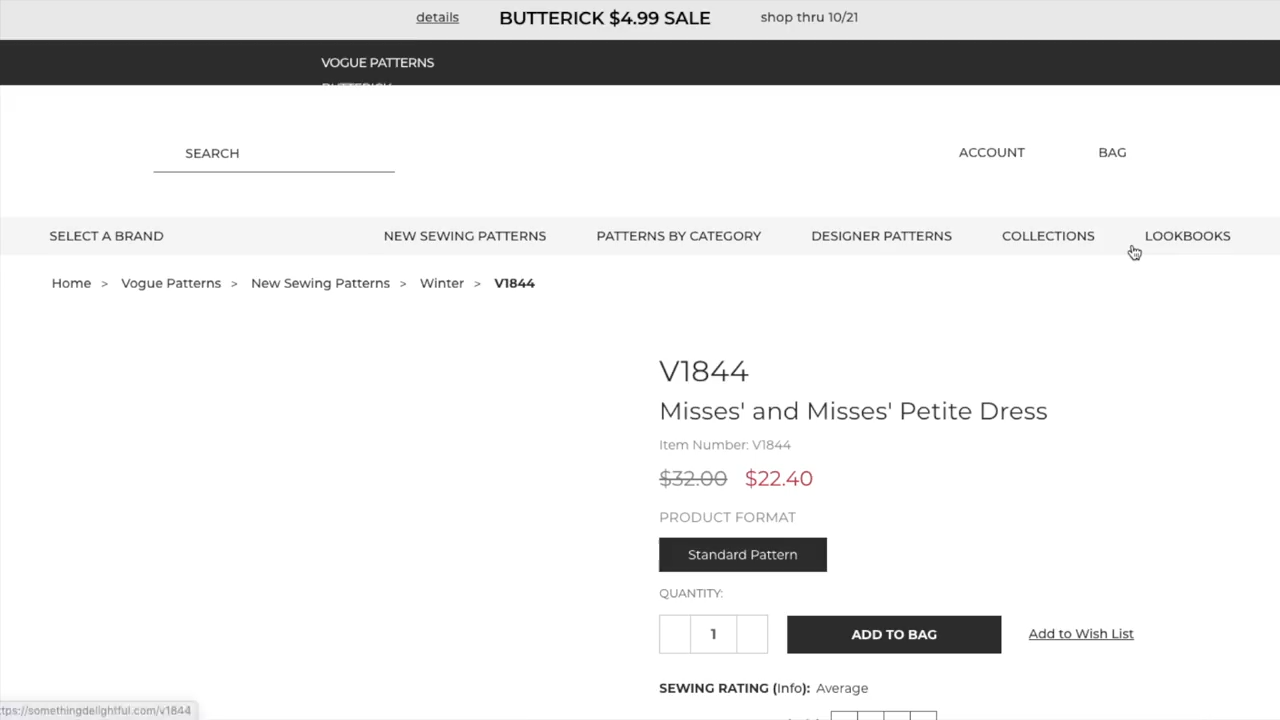 details BUTTERICK $4.99 SALE shop thru 10/21
VOGUE PATTERNS
SEARCH
ACCOUNT BAG
SELECT A BRAND NEW SEWING PATTERNS PATTERNS BY CATEGORY DESIGNER PATTERNS COLLECTIONS LOOKBOOKS
Home > Vogue Patterns > New Sewing Patterns > Winter > V1844
V1844
Misses' and Misses' Petite Dress
Item Number: V1844
$32.00 $22.40
PRODUCT FORMAT
Standard Pattern
QUANTITY:
1 ADD TO BAG Add to Wish List
SEWING RATING (Info): Average
ttps://somethingdelightful.com/v1844